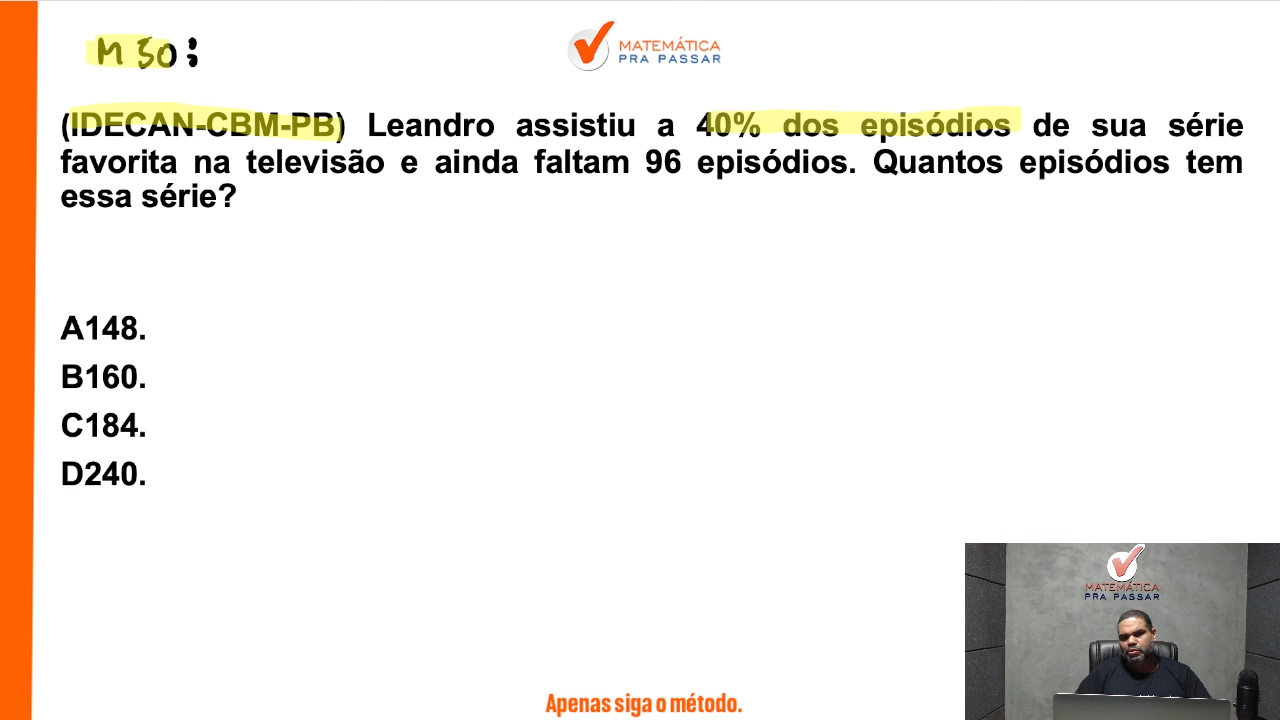 M 50:
MATEMÁTICA
PRA PASSAR
(IDECAN-CBM-PB) Leandro assistiu a 40% dos episódios de sua série
favorita na televisão e ainda faltam 96 episódios. Quantos episódios tem
essa série?
A148.
B160.
C184.
D240.
MATEMÁTICA
PRA PASSAR
Apenas siga o método.